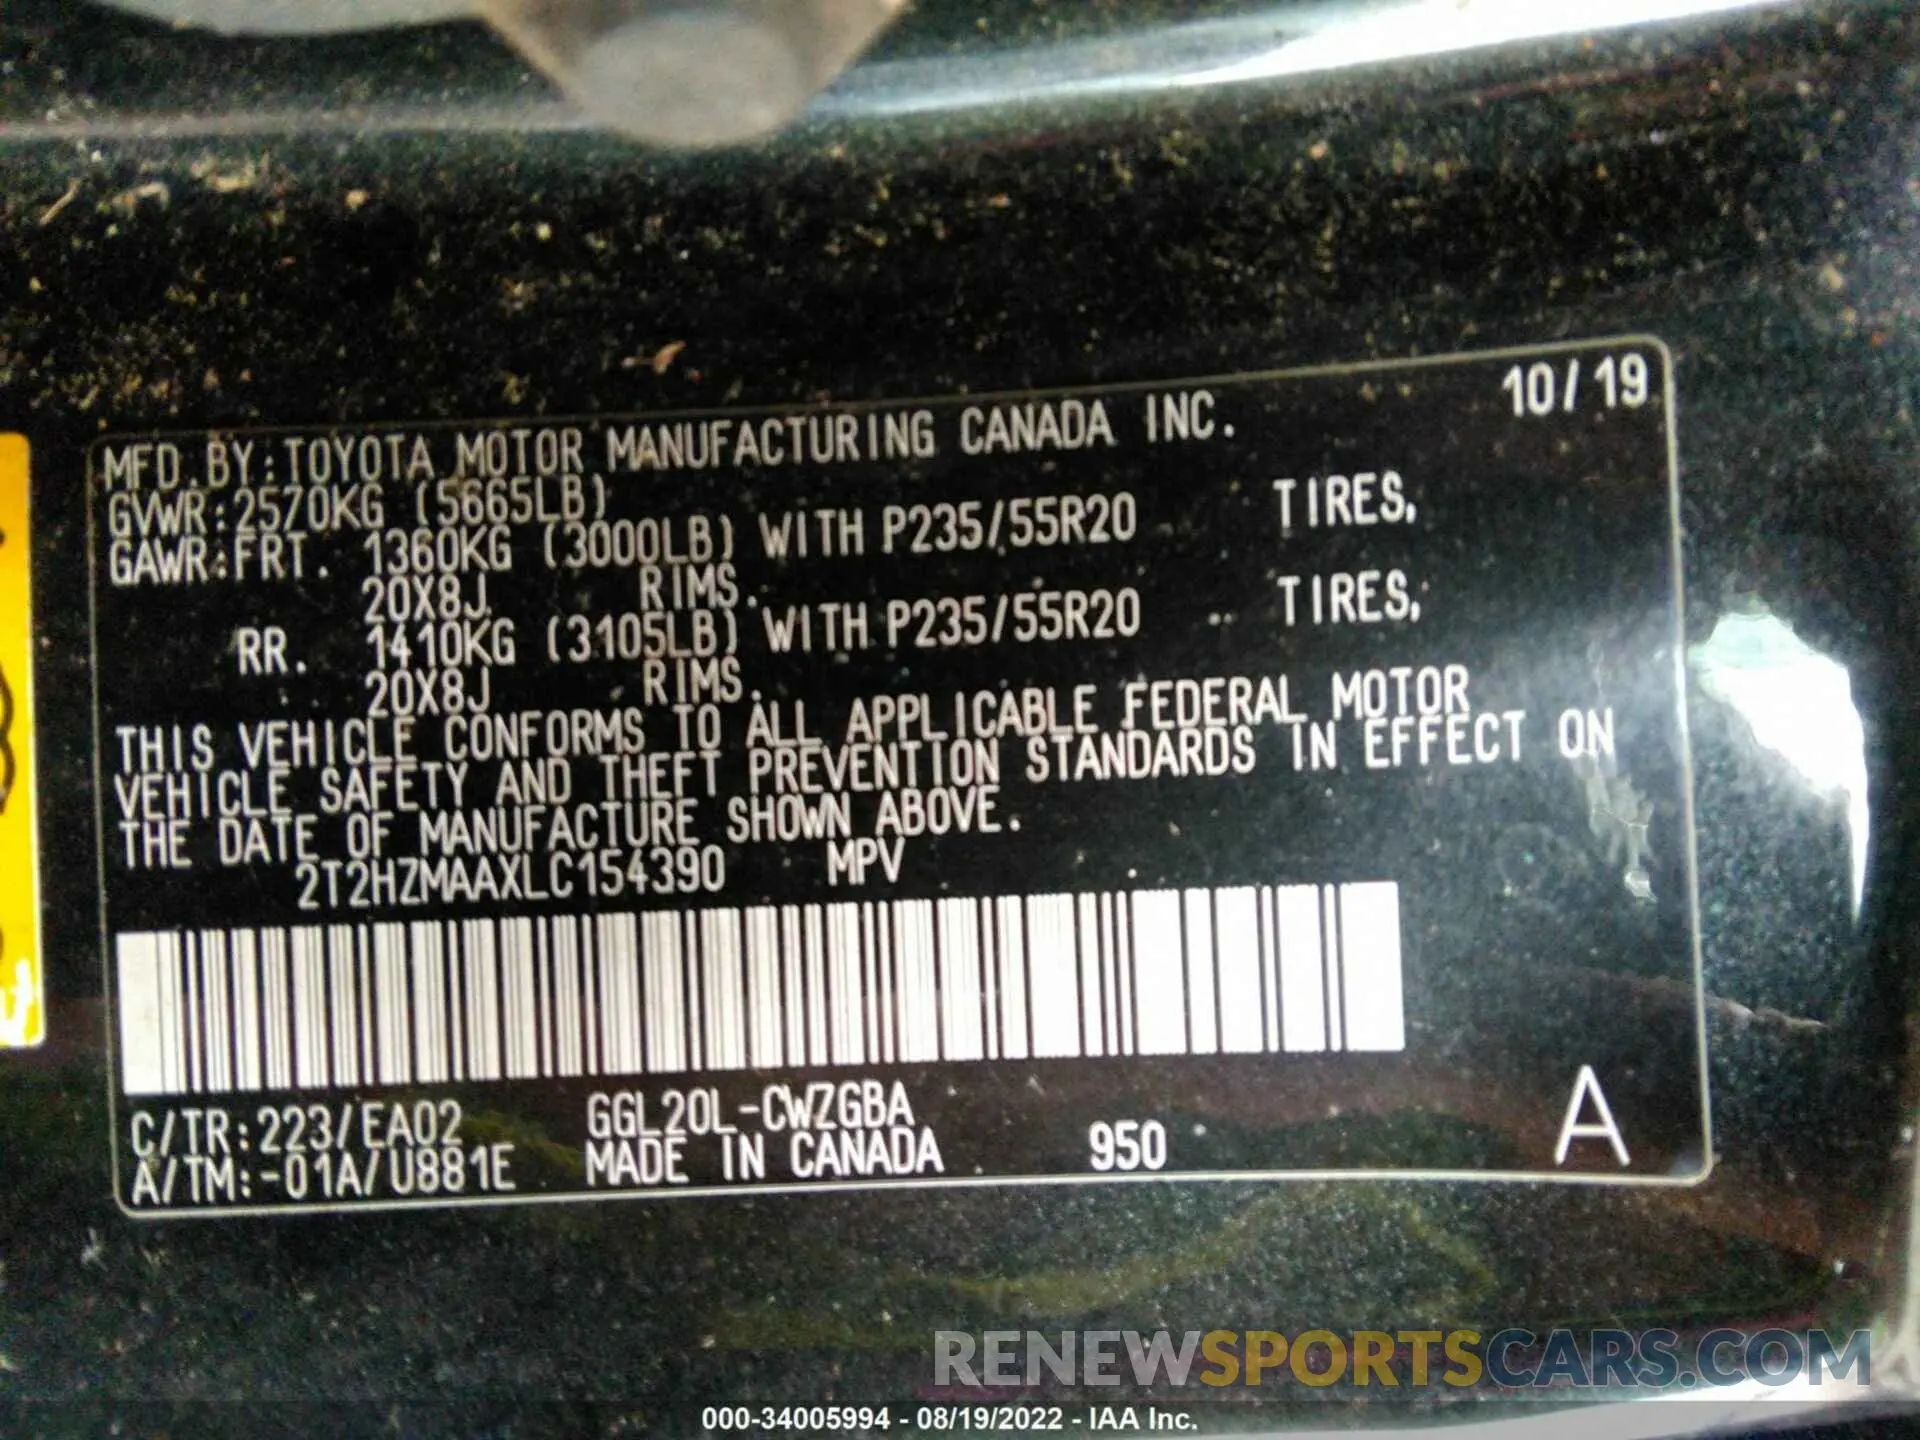 10/19
MFD.BY:TOYOTA MOTOR MANUFACTURING CANADA INC.
GVWR:2570KG (5665LB)
GAWR:FRT. 1360KG (3000LB) WITH P235/55R20 TIRES,
20X8J RIMS.
RR. 1410KG (3105LB) WITH P235/55R20 TIRES,
20X8J RIMS.
THIS VEHICLE CONFORMS TO ALL APPLICABLE FEDERAL MOTOR
VEHICLE SAFETY AND THEFT PREVENTION STANDARDS IN EFFECT ON
THE DATE OF MANUFACTURE SHOWN ABOVE.
2T2HZMAAXLC154390 MPV
C/TR:223/EA02 GGL20L-CWZGBA
A/TM:-01A/U881E MADE IN CANADA 950 A
RENEWSPORTSCARS.COM
000-34005994 - 08/19/2022 - IAA Inc.